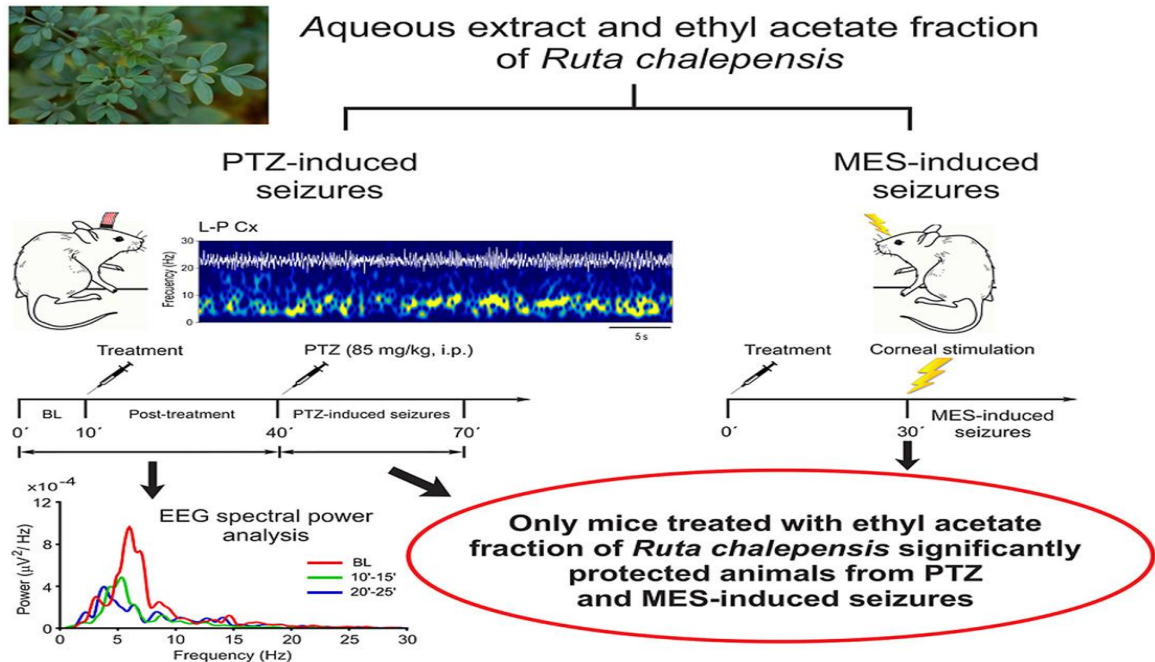 Aqueous extract and ethyl acetate fraction
of Ruta chalepensis
PTZ-induced
seizures
L-P Cx
30
20
10
0
Frecuency (Hz)
5 s
Treatment
PTZ (85 mg/kg, i.p.)
BL
Post-treatment
PTZ-induced seizures
0´
10´
40´
70´
MES-induced
seizures
Treatment
Corneal stimulation
0´
30´
MES-induced
seizures
×10⁻⁴
12
8
4
0
Power (µV²/ Hz)
EEG spectral power
analysis
BL
10'-15'
20'-25'
0
5
10
15
20
25
30
Frequency (Hz)
Only mice treated with ethyl acetate
fraction of Ruta chalepensis significantly
protected animals from PTZ
and MES-induced seizures